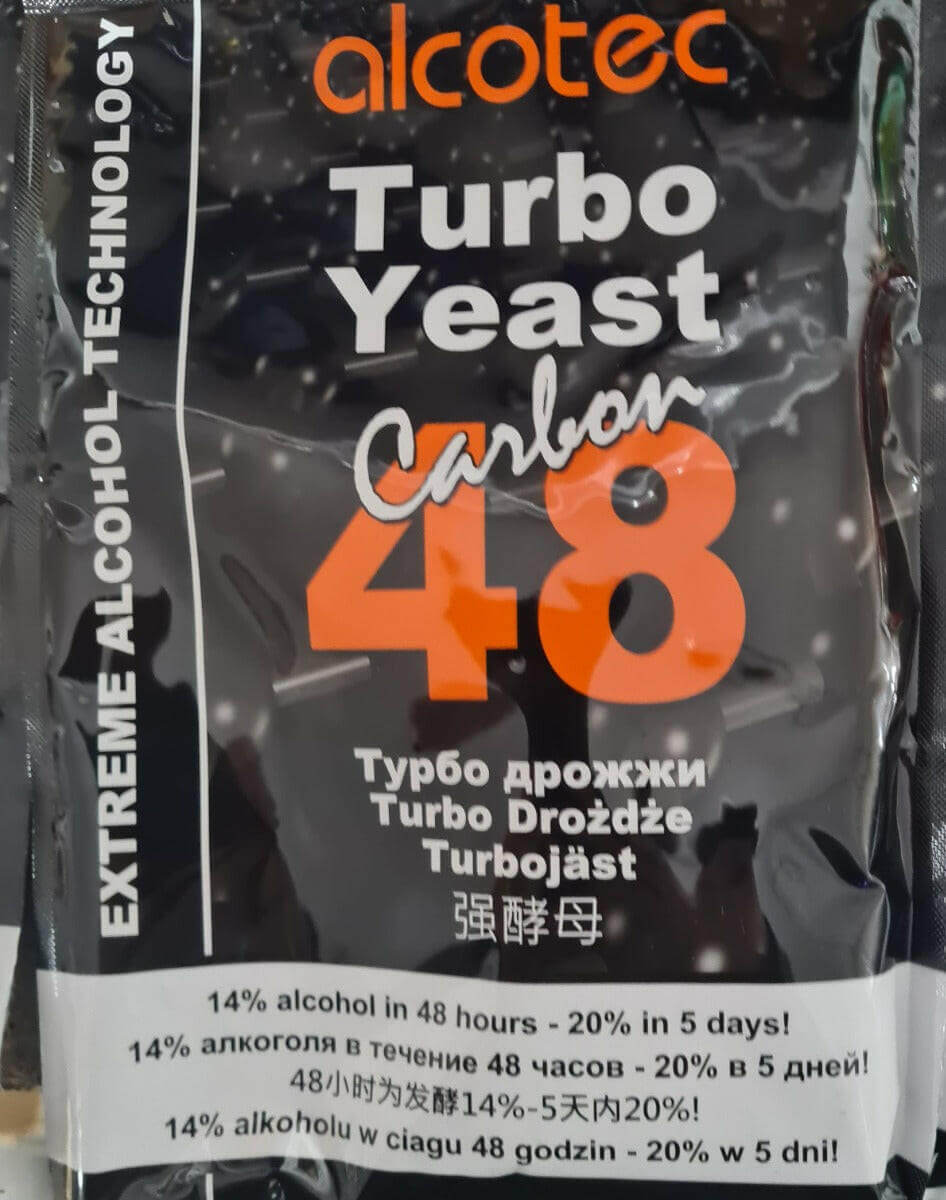 alcotec
EXTREME ALCOHOL TECHNOLOGY
Turbo
Yeast
Carbon
48
Турбо дрожжи
Turbo Drożdże
Turbojäst
强酵母
14% alcohol in 48 hours - 20% in 5 days!
14% алкоголя в течение 48 часов - 20% в 5 дней!
48小时为发酵14%-5天内20%!
14% alkoholu w ciagu 48 godzin - 20% w 5 dni!